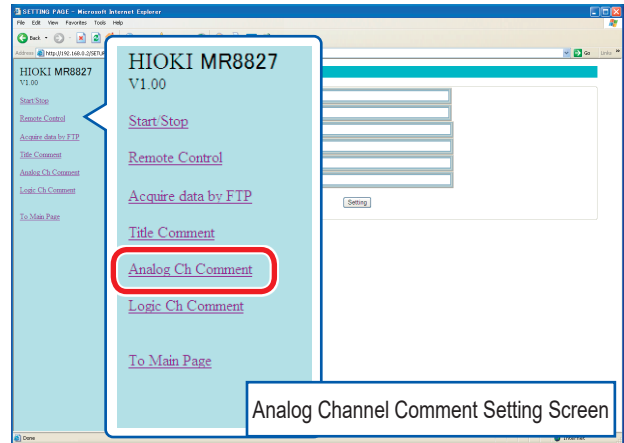 SETTING PAGE - Microsoft Internet Explorer
File Edit View Favorites Tools Help
Back
Address http://192.168.0.2/SETUP
Go Links
HIOKI MR8827
V1.00
Start/Stop
Remote Control
Acquire data by FTP
Title Comment
Analog Ch Comment
Logic Ch Comment
To Main Page
HIOKI MR8827
V1.00
Start/Stop
Remote Control
Acquire data by FTP
Title Comment
Analog Ch Comment
Logic Ch Comment
To Main Page
Setting
Analog Channel Comment Setting Screen
Done